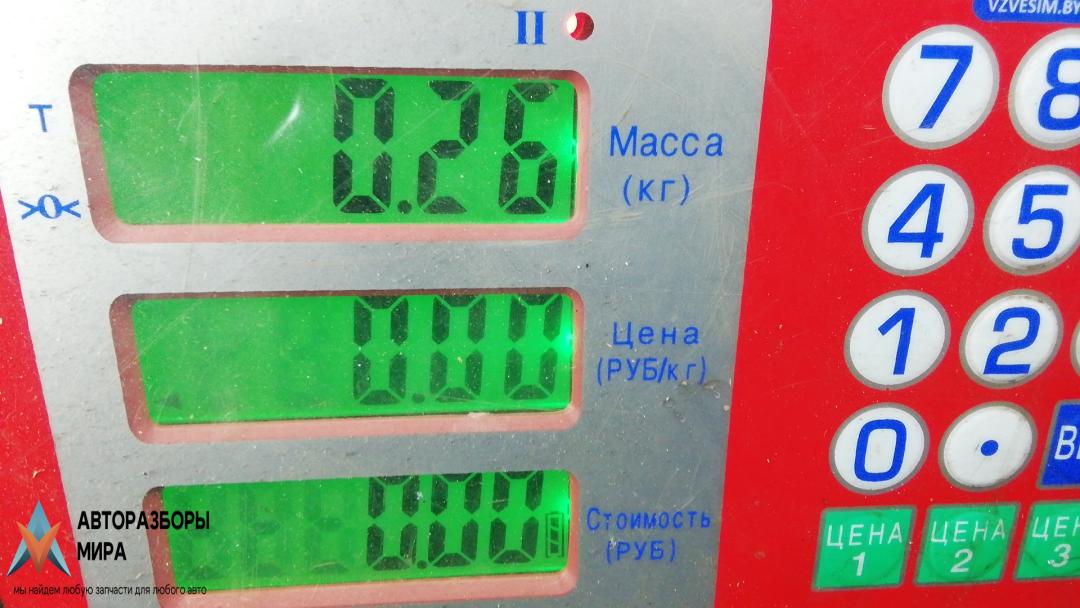 VZVESIM.BY
II
T
0.26
Масса
(кг)
>0<
0.00
Цена
(РУБ/кг)
0.00
Стоимость
(РУБ)
7
8
4
5
1
2
0
.
ЦЕНА
1
ЦЕНА
2
3
АВТОРАЗБОРЫ
МИРА
мы найдем любую запчасти для любого авто